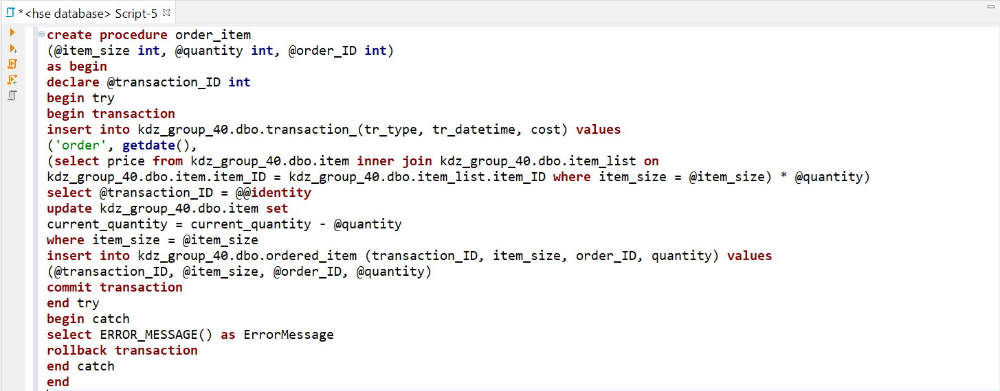 *<hse database> Script-5
create procedure order_item
(@item_size int, @quantity int, @order_ID int)
as begin
declare @transaction_ID int
begin try
begin transaction
insert into kdz_group_40.dbo.transaction_(tr_type, tr_datetime, cost) values
('order', getdate(),
(select price from kdz_group_40.dbo.item inner join kdz_group_40.dbo.item_list on
kdz_group_40.dbo.item.item_ID = kdz_group_40.dbo.item_list.item_ID where item_size = @item_size) * @quantity)
select @transaction_ID = @@identity
update kdz_group_40.dbo.item set
current_quantity = current_quantity - @quantity
where item_size = @item_size
insert into kdz_group_40.dbo.ordered_item (transaction_ID, item_size, order_ID, quantity) values
(@transaction_ID, @item_size, @order_ID, @quantity)
commit transaction
end try
begin catch
select ERROR_MESSAGE() as ErrorMessage
rollback transaction
end catch
end